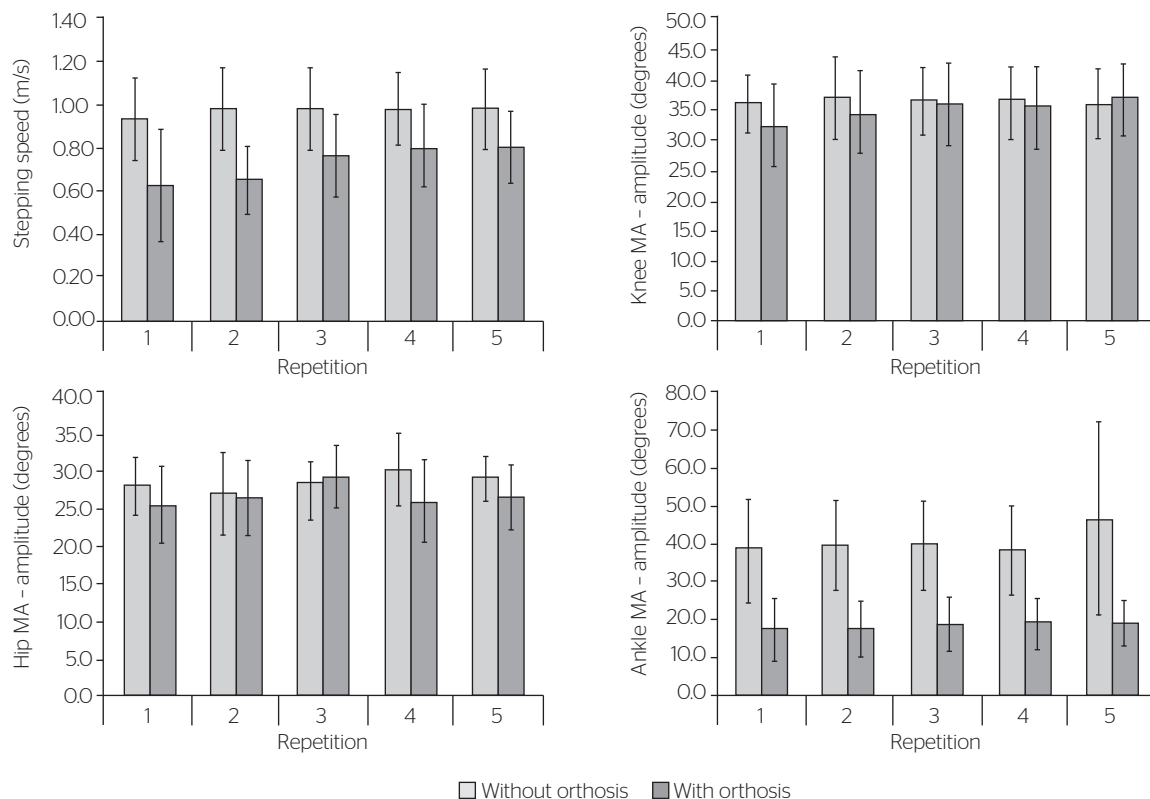 Stepping speed (m/s)
1.40
1.20
1.00
0.80
0.60
0.40
0.20
0.00
1 2 3 4 5
Repetition
Knee MA – amplitude (degrees)
50.0
45.0
40.0
35.0
30.0
25.0
20.0
15.0
10.0
5.0
0.0
1 2 3 4 5
Repetition
Hip MA – amplitude (degrees)
40.0
35.0
30.0
25.0
20.0
15.0
10.0
5.0
0.0
1 2 3 4 5
Repetition
Ankle MA – amplitude (degrees)
80.0
70.0
60.0
50.0
40.0
30.0
20.0
10.0
0.0
1 2 3 4 5
Repetition
Without orthosis With orthosis